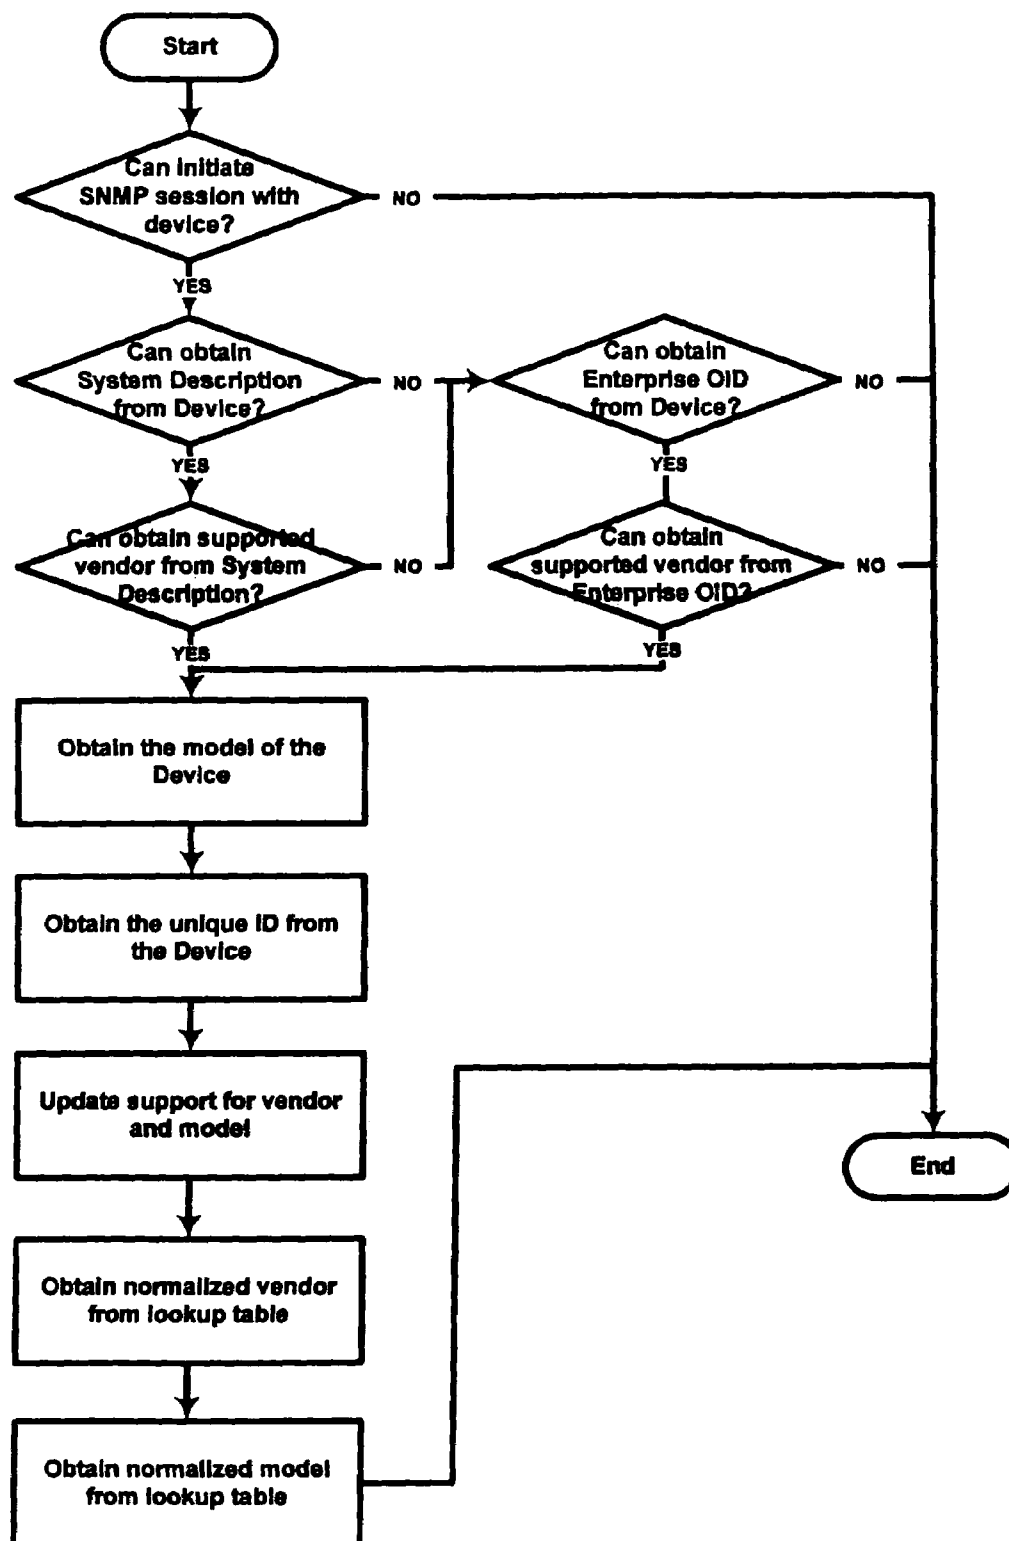 Start
Can initiate
SNMP session with
device?
NO
YES
Can obtain
System Description
from Device?
NO
Can obtain
Enterprise OID
from Device?
NO
YES
YES
Can obtain supported
vendor from System
Description?
NO
Can obtain
supported vendor from
Enterprise OID?
NO
YES
YES
Obtain the model of the
Device
Obtain the unique ID from
the Device
Update support for vendor
and model
End
Obtain normalized vendor
from lookup table
Obtain normalized model
from lookup table